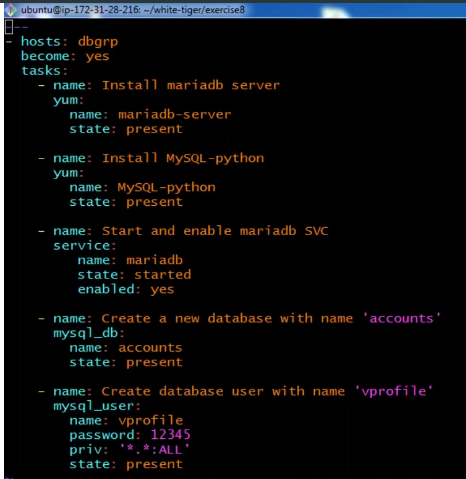 ubuntu@ip-172-31-28-216: ~/white-tiger/exercise8
---
- hosts: dbgrp
  become: yes
  tasks:
    - name: Install mariadb server
      yum:
        name: mariadb-server
        state: present

    - name: Install MySQL-python
      yum:
        name: MySQL-python
        state: present

    - name: Start and enable mariadb SVC
      service:
         name: mariadb
         state: started
         enabled: yes

    - name: Create a new database with name 'accounts'
      mysql_db:
        name: accounts
        state: present

    - name: Create database user with name 'vprofile'
      mysql_user:
        name: vprofile
        password: 12345
        priv: '*.*:ALL'
        state: present